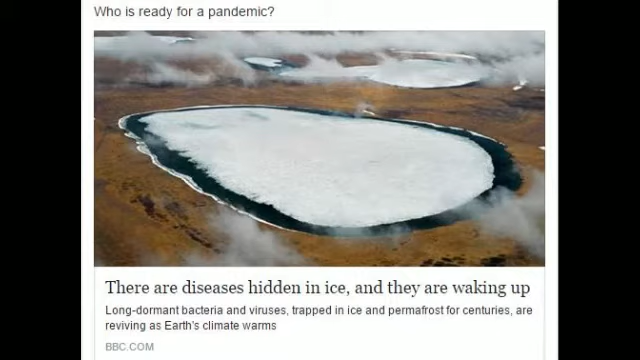 Who is ready for a pandemic?
There are diseases hidden in ice, and they are waking up
Long-dormant bacteria and viruses, trapped in ice and permafrost for centuries, are
reviving as Earth's climate warms
BBC.COM